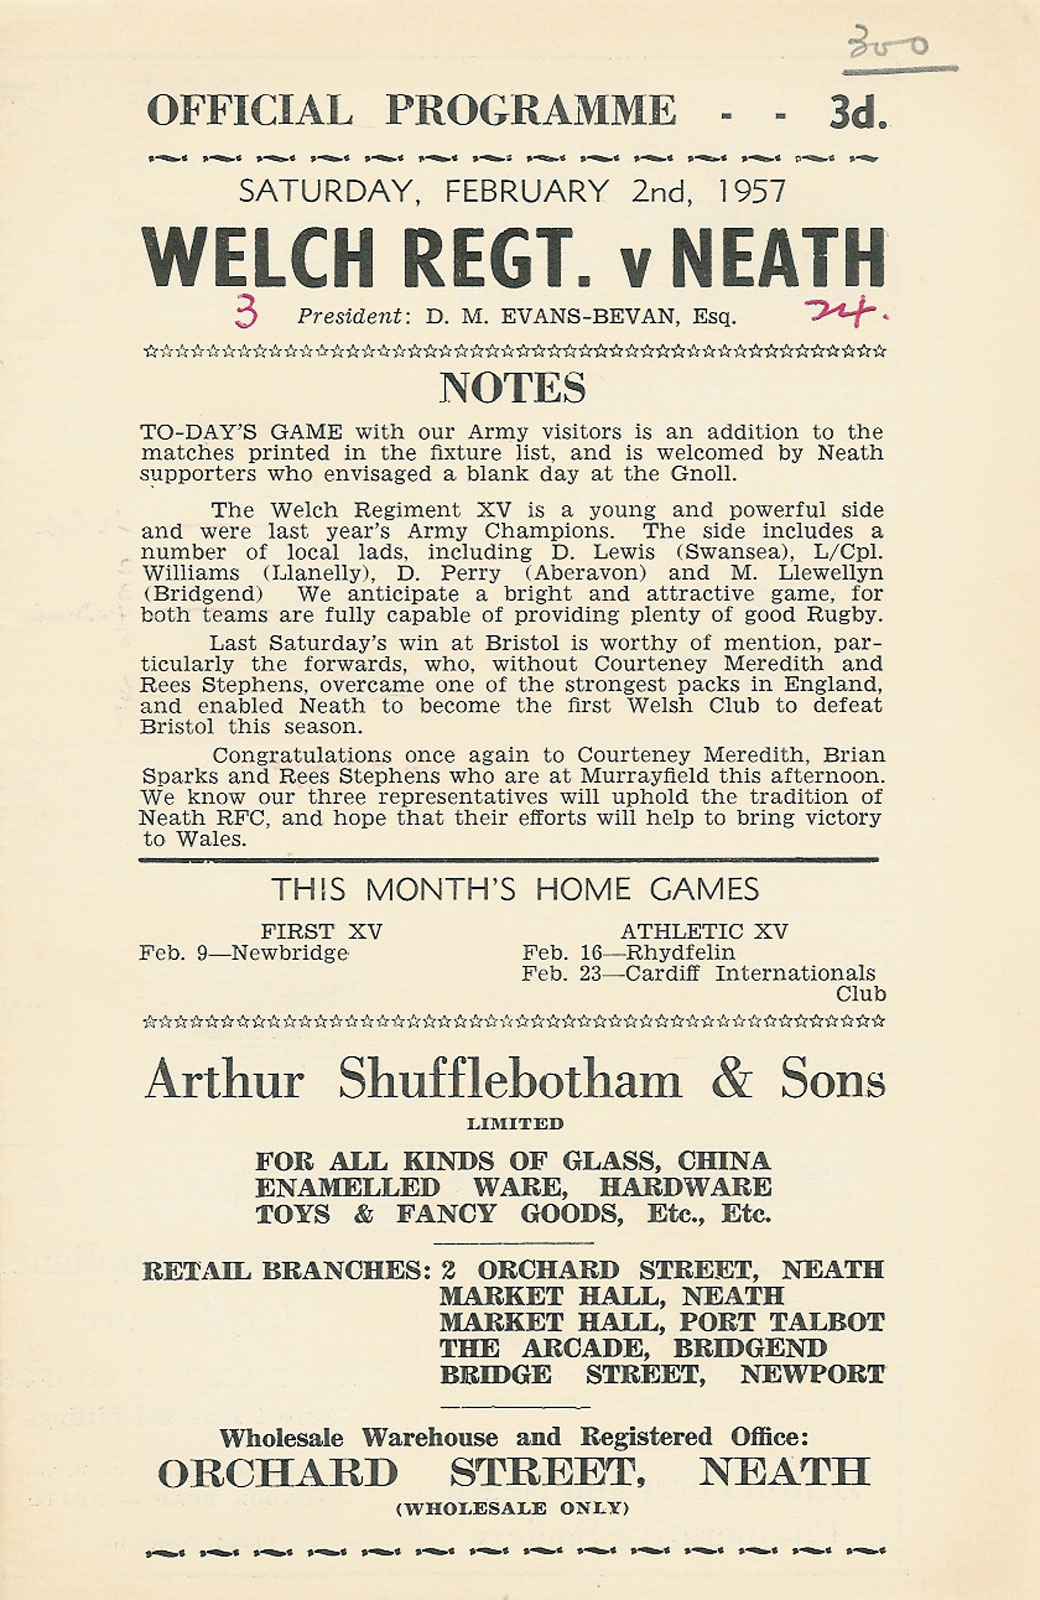 300
OFFICIAL PROGRAMME - - 3d.
SATURDAY, FEBRUARY 2nd, 1957
WELCH REGT. v NEATH
3 President: D. M. EVANS-BEVAN, Esq. 24.
NOTES
TO-DAY'S GAME with our Army visitors is an addition to the
matches printed in the fixture list, and is welcomed by Neath
supporters who envisaged a blank day at the Gnoll.
The Welch Regiment XV is a young and powerful side
and were last year's Army Champions. The side includes a
number of local lads, including D. Lewis (Swansea), L/Cpl.
Williams (Llanelly), D. Perry (Aberavon) and M. Llewellyn
(Bridgend) We anticipate a bright and attractive game, for
both teams are fully capable of providing plenty of good Rugby.
Last Saturday's win at Bristol is worthy of mention, par-
ticularly the forwards, who, without Courteney Meredith and
Rees Stephens, overcame one of the strongest packs in England,
and enabled Neath to become the first Welsh Club to defeat
Bristol this season.
Congratulations once again to Courteney Meredith, Brian
Sparks and Rees Stephens who are at Murrayfield this afternoon.
We know our three representatives will uphold the tradition of
Neath RFC, and hope that their efforts will help to bring victory
to Wales.
THIS MONTH'S HOME GAMES
FIRST XV
Feb. 9—Newbridge
ATHLETIC XV
Feb. 16—Rhydfelin
Feb. 23—Cardiff Internationals
Club
Arthur Shufflebotham & Sons
LIMITED
FOR ALL KINDS OF GLASS, CHINA
ENAMELLED WARE, HARDWARE
TOYS & FANCY GOODS, Etc., Etc.
RETAIL BRANCHES: 2 ORCHARD STREET, NEATH
MARKET HALL, NEATH
MARKET HALL, PORT TALBOT
THE ARCADE, BRIDGEND
BRIDGE STREET, NEWPORT
Wholesale Warehouse and Registered Office:
ORCHARD STREET, NEATH
(WHOLESALE ONLY)